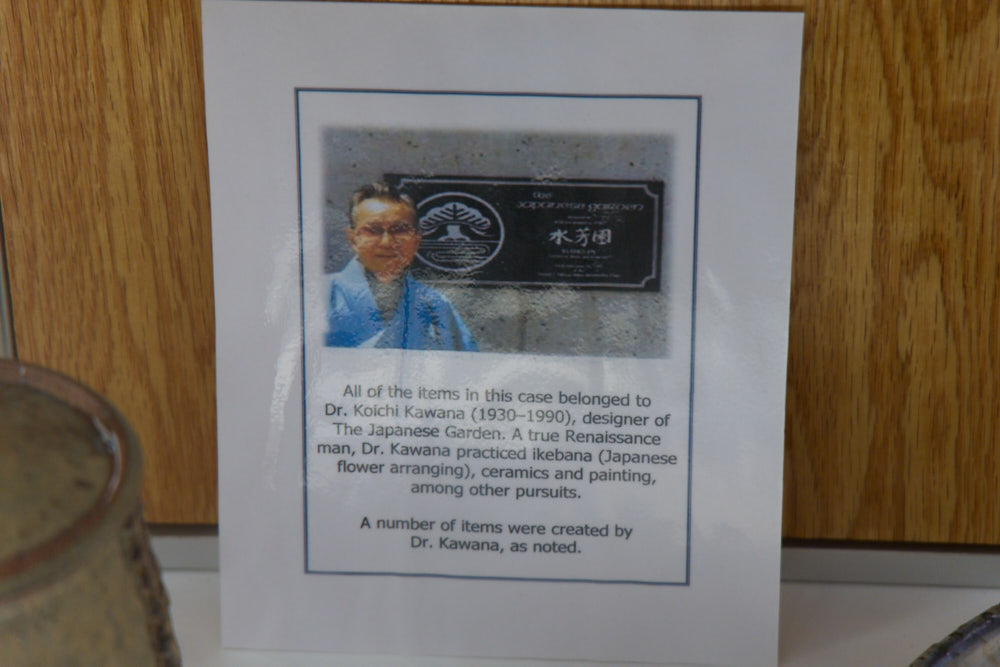 the
Japanese garden
水芳園
All of the items in this case belonged to
Dr. Koichi Kawana (1930–1990), designer of
The Japanese Garden. A true Renaissance
man, Dr. Kawana practiced ikebana (Japanese
flower arranging), ceramics and painting,
among other pursuits.
A number of items were created by
Dr. Kawana, as noted.